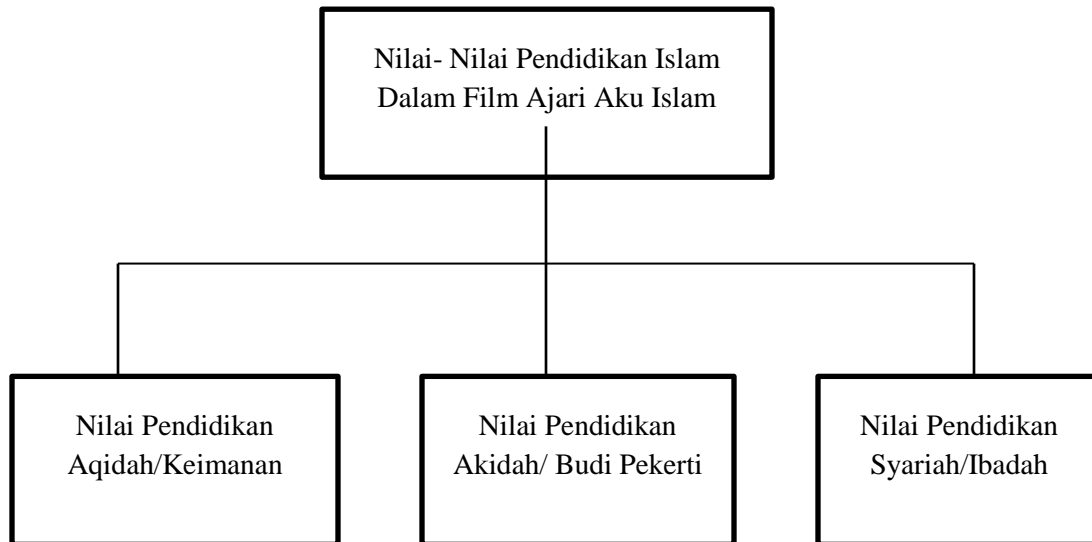 Nilai- Nilai Pendidikan Islam
Dalam Film Ajari Aku Islam
Nilai Pendidikan
Aqidah/Keimanan
Nilai Pendidikan
Akidah/ Budi Pekerti
Nilai Pendidikan
Syariah/Ibadah